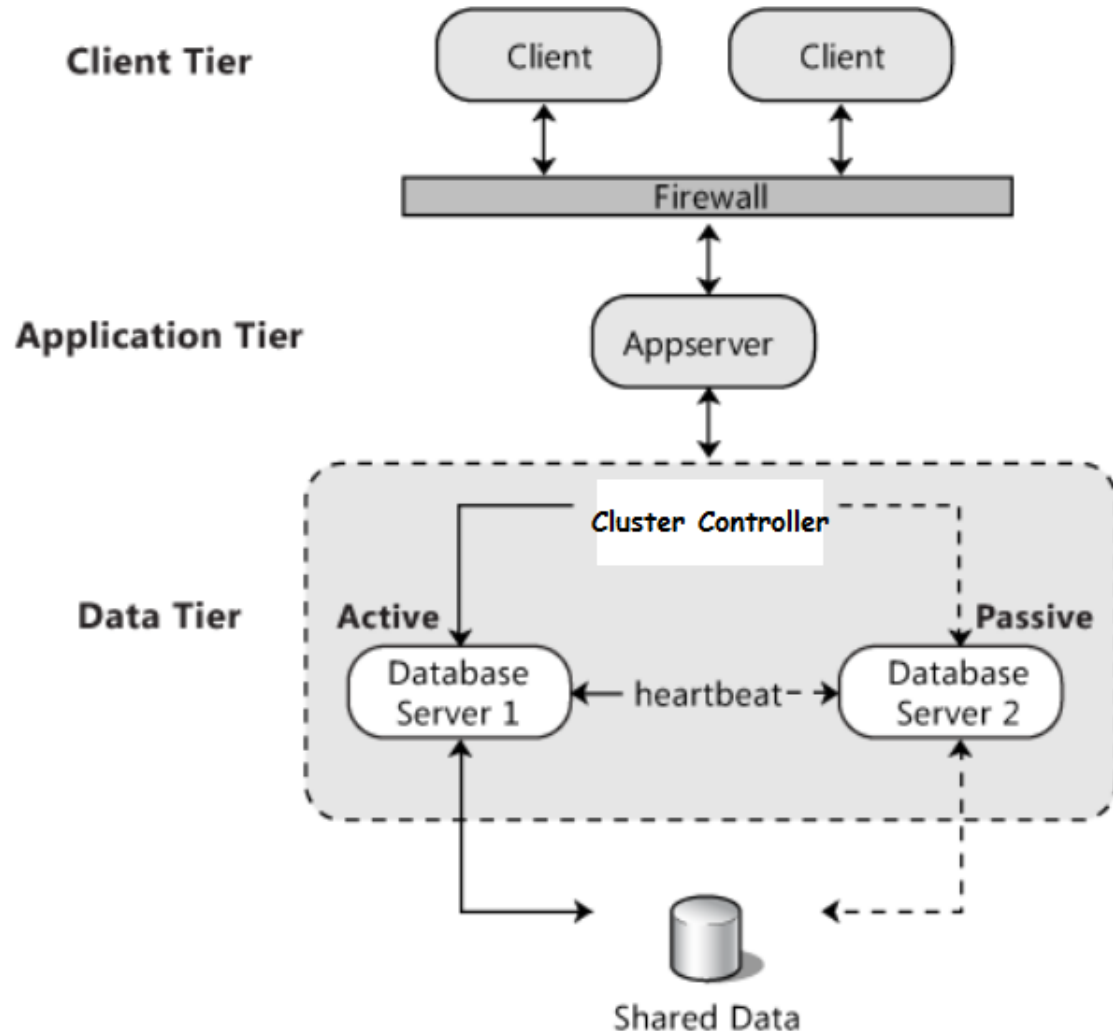 Client Tier
Client
Client
Firewall
Application Tier
Appserver
Cluster Controller
Data Tier
Active
Passive
Database
Server 1
heartbeat
Database
Server 2
Shared Data